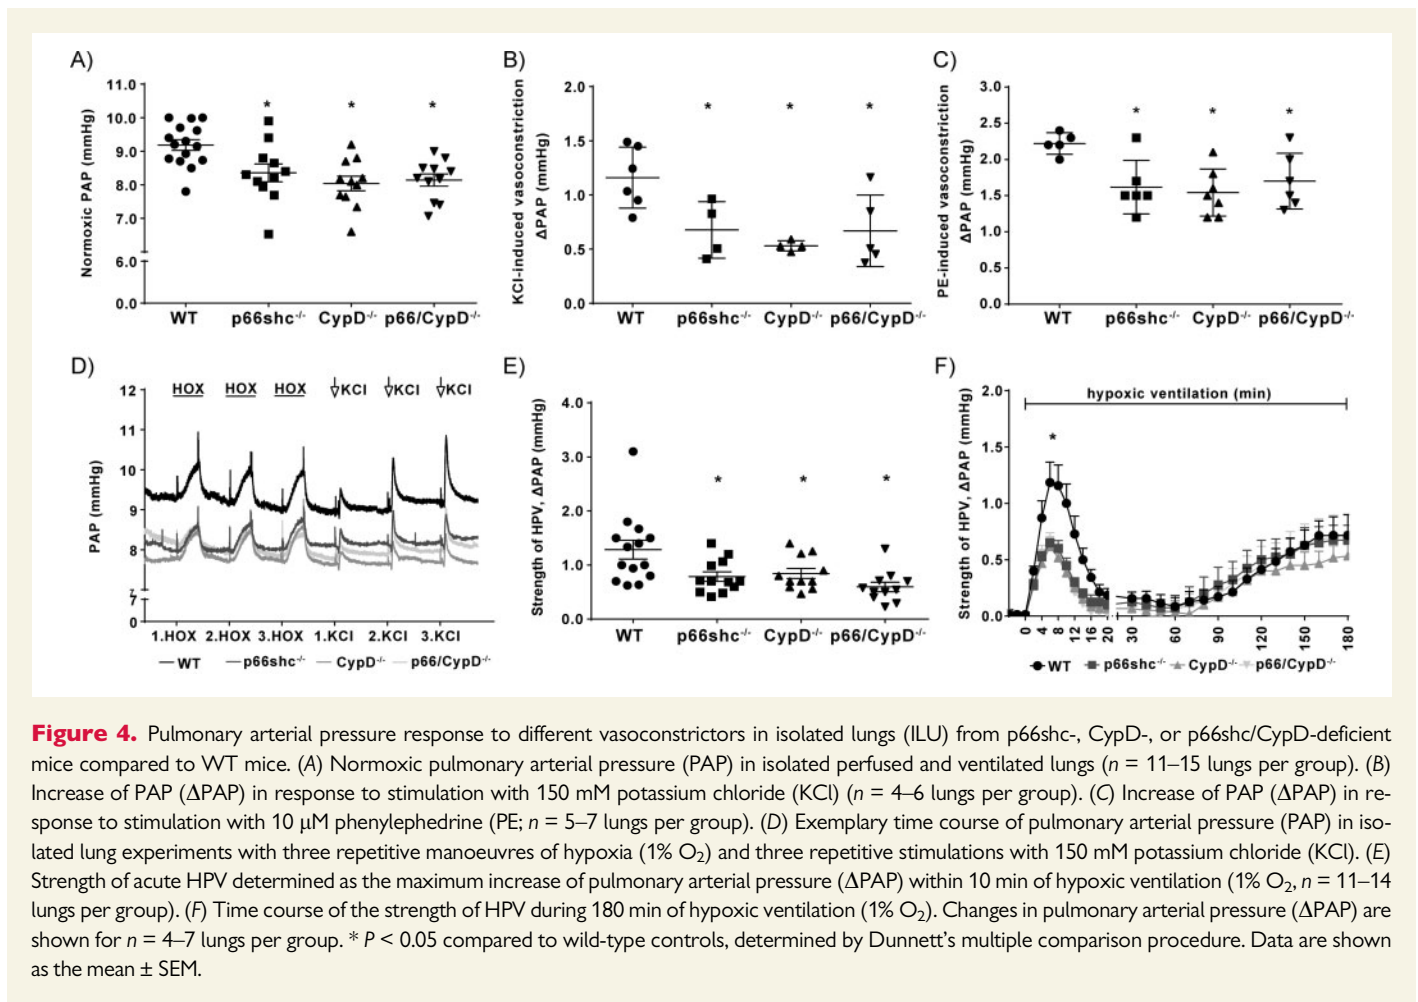 A)
Normoxic PAP (mmHg)
11.0
10.0
9.0
8.0
7.0
6.0
0.0
* * *
WT p66shc-/- CypD-/- p66/CypD-/-
B)
KCl-induced vasoconstriction
ΔPAP (mmHg)
2.0
1.5
1.0
0.5
0.0
* * *
WT p66shc-/- CypD-/- p66/CypD-/-
C)
PE-induced vasoconstriction
ΔPAP (mmHg)
3.0
2.5
2.0
1.5
1.0
0.5
0.0
* * *
WT p66shc-/- CypD-/- p66/CypD-/-
D)
PAP (mmHg)
12
11
10
9
8
7
7
0
HOX HOX HOX KCl KCl KCl
1.HOX 2.HOX 3.HOX 1.KCl 2.KCl 3.KCl
WT p66shc-/- CypD-/- p66/CypD-/-
E)
Strength of HPV, ΔPAP (mmHg)
4.0
3.0
2.0
1.0
0.0
* * *
WT p66shc-/- CypD-/- p66/CypD-/-
F)
Strength of HPV, ΔPAP (mmHg)
2.0
1.5
1.0
0.5
0.0
hypoxic ventilation (min)
*
0 4 8 12 16 20 30 60 90 120 150 180
WT p66shc-/- CypD-/- p66/CypD-/-
Figure 4. Pulmonary arterial pressure response to different vasoconstrictors in isolated lungs (ILU) from p66shc-, CypD-, or p66shc/CypD-deficient
mice compared to WT mice. (A) Normoxic pulmonary arterial pressure (PAP) in isolated perfused and ventilated lungs (n = 11–15 lungs per group). (B)
Increase of PAP (ΔPAP) in response to stimulation with 150 mM potassium chloride (KCl) (n = 4–6 lungs per group). (C) Increase of PAP (ΔPAP) in re-
sponse to stimulation with 10 μM phenylephedrine (PE; n = 5–7 lungs per group). (D) Exemplary time course of pulmonary arterial pressure (PAP) in iso-
lated lung experiments with three repetitive manoeuvres of hypoxia (1% O2) and three repetitive stimulations with 150 mM potassium chloride (KCl). (E)
Strength of acute HPV determined as the maximum increase of pulmonary arterial pressure (ΔPAP) within 10 min of hypoxic ventilation (1% O2, n = 11–14
lungs per group). (F) Time course of the strength of HPV during 180 min of hypoxic ventilation (1% O2). Changes in pulmonary arterial pressure (ΔPAP) are
shown for n = 4–7 lungs per group. * P < 0.05 compared to wild-type controls, determined by Dunnett's multiple comparison procedure. Data are shown
as the mean ± SEM.